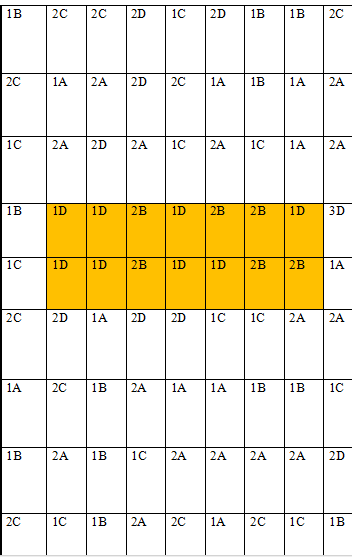 1B 2C 2C 2D 1C 2D 1B 1B 2C
2C 1A 2A 2D 2C 1A 1B 1A 2A
1C 2A 2D 2A 1C 2A 1C 1A 2A
1B 1D 1D 2B 1D 2B 2B 1D 3D
1C 1D 1D 2B 1D 1D 2B 2B 1A
2C 2D 1A 2D 2D 1C 1C 2A 2A
1A 2C 1B 2A 1A 1A 1B 1B 1C
1B 2A 1B 1C 2A 2A 2A 2A 2D
2C 1C 1B 2A 2C 1A 2C 1C 1B